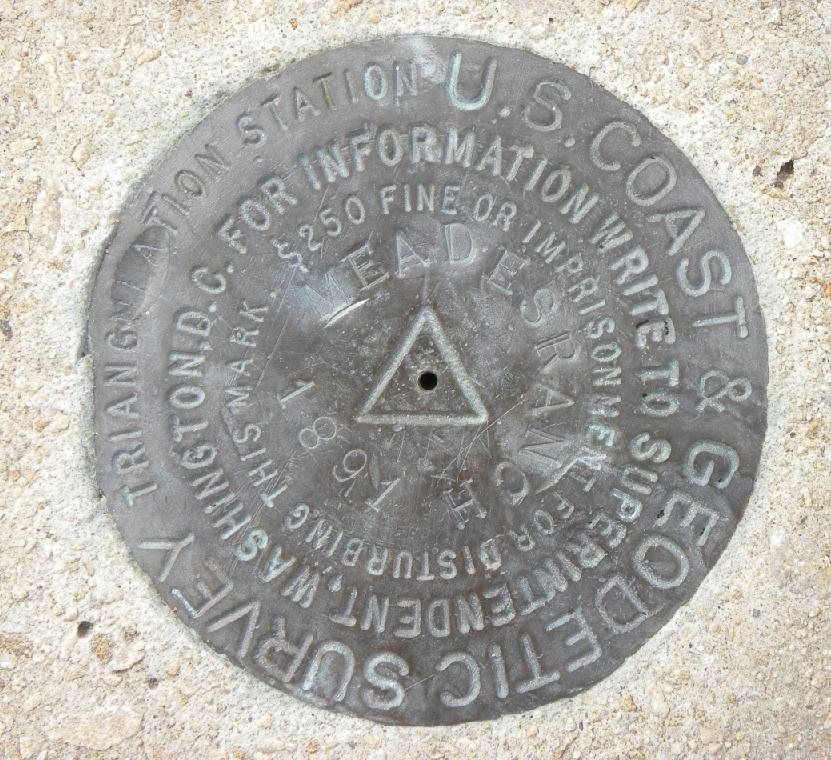 U.S. COAST & GEODETIC SURVEY
TRIANGULATION STATION
FOR INFORMATION WRITE TO SUPERINTENDENT, WASHINGTON, D.C.
$250 FINE OR IMPRISONMENT FOR DISTURBING THIS MARK.
MEADES RANCH
1891